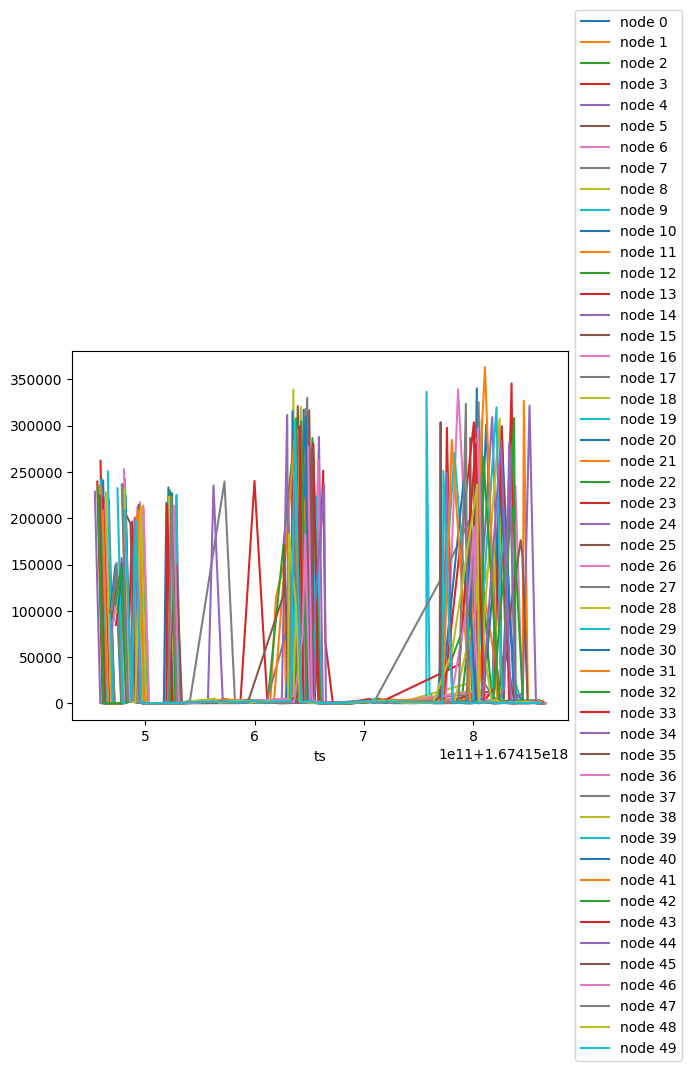 350000
300000
250000
200000
150000
100000
50000
0
5 6 7 8
ts
1e11+1.67415e18
node 0
node 1
node 2
node 3
node 4
node 5
node 6
node 7
node 8
node 9
node 10
node 11
node 12
node 13
node 14
node 15
node 16
node 17
node 18
node 19
node 20
node 21
node 22
node 23
node 24
node 25
node 26
node 27
node 28
node 29
node 30
node 31
node 32
node 33
node 34
node 35
node 36
node 37
node 38
node 39
node 40
node 41
node 42
node 43
node 44
node 45
node 46
node 47
node 48
node 49